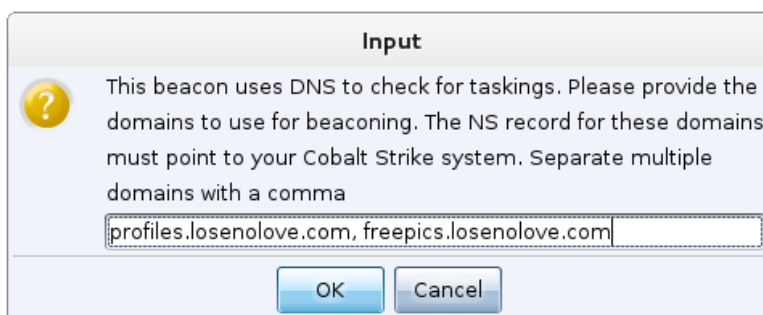 Input
This beacon uses DNS to check for taskings. Please provide the
domains to use for beaconing. The NS record for these domains
must point to your Cobalt Strike system. Separate multiple
domains with a comma
profiles.losenolove.com, freepics.losenolove.com
OK Cancel